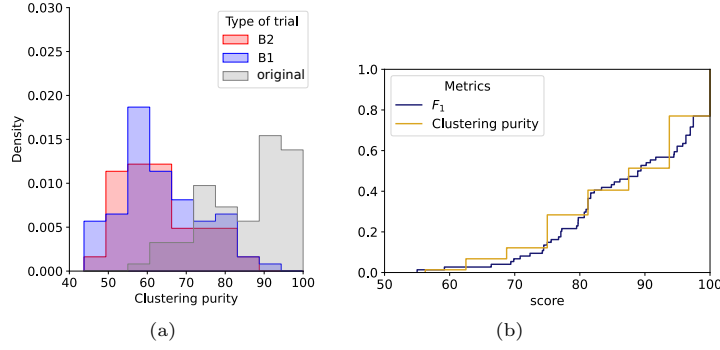 0.030
0.025
0.020
0.015
0.010
0.005
0.000
Density
40 50 60 70 80 90 100
Clustering purity
Type of trial
B2
B1
original
(a)
1.0
0.8
0.6
0.4
0.2
0.0
50 60 70 80 90 100
score
Metrics
F1
Clustering purity
(b)